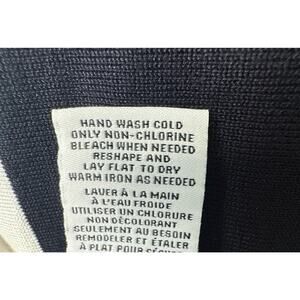 HAND WASH COLD
ONLY NON-CHLORINE
BLEACH WHEN NEEDED
RESHAPE AND
LAY FLAT TO DRY
WARM IRON AS NEEDED
LAVER À LA MAIN
À L'EAU FROIDE
UTILISER UN CHLORURE
NON DÉCOLORANT
SEULEMENT AU BESOIN
REMODELER ET ÉTALER
À PLAT POUR SÉCHER